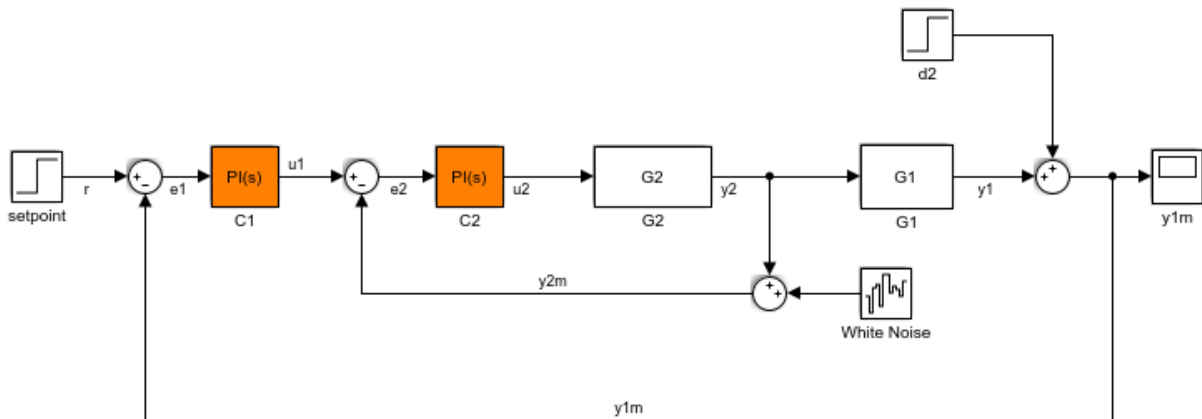 d2
PI(s)
u1
PI(s)
G2
G1
r
e1
e2
u2
y2
y1
setpoint
C1
C2
G2
G1
y1m
y2m
White Noise
y1m